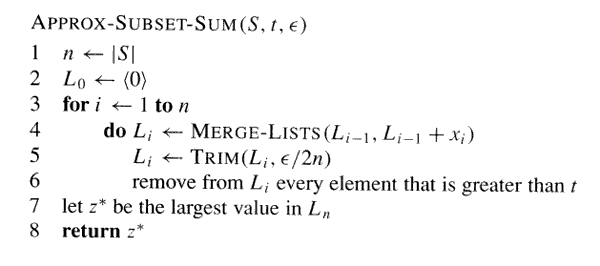 APPROX-SUBSET-SUM(S, t, ϵ)
1 n ← |S|
2 L₀ ← ⟨0⟩
3 for i ← 1 to n
4 do Lᵢ ← MERGE-LISTS(Lᵢ₋₁, Lᵢ₋₁ + xᵢ)
5 Lᵢ ← TRIM(Lᵢ, ϵ/2n)
6 remove from Lᵢ every element that is greater than t
7 let z* be the largest value in Lₙ
8 return z*